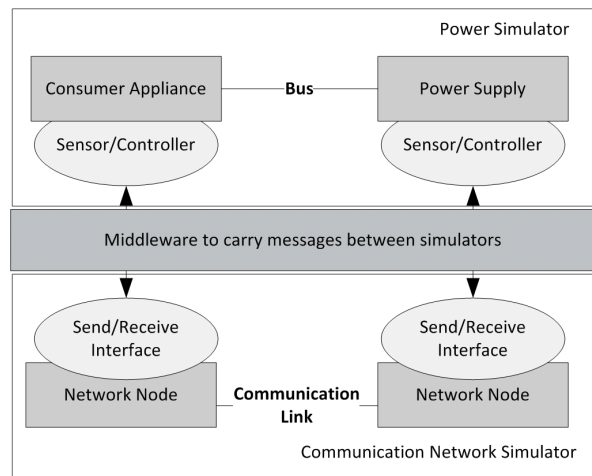 Power Simulator
Consumer Appliance
Bus
Power Supply
Sensor/Controller
Sensor/Controller
Middleware to carry messages between simulators
Send/Receive
Interface
Send/Receive
Interface
Network Node
Communication
Link
Network Node
Communication Network Simulator